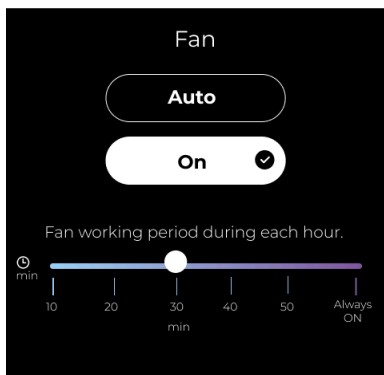 Fan
Auto
On
Fan working period during each hour.
min
10 20 30 40 50 Always
ON
min